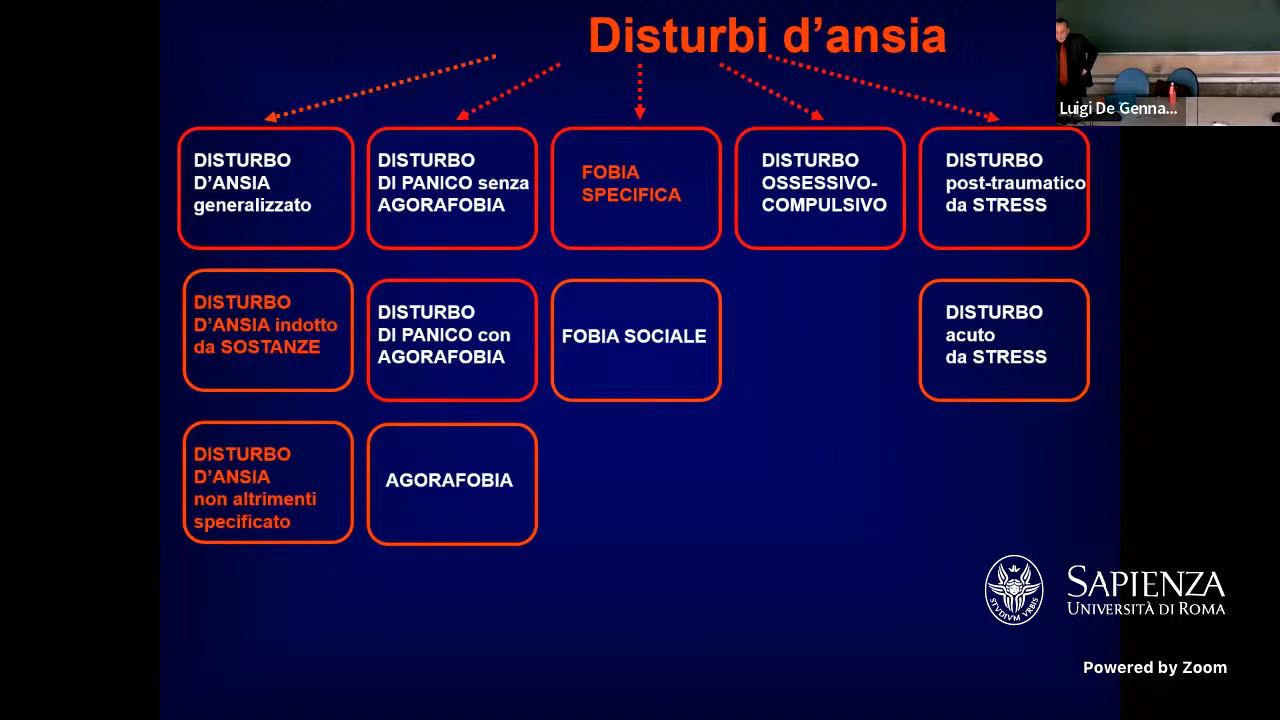 Disturbi d'ansia
Luigi De Genna...
DISTURBO
D'ANSIA
generalizzato
DISTURBO
DI PANICO senza
AGORAFOBIA
FOBIA
SPECIFICA
DISTURBO
OSSESSIVO-
COMPULSIVO
DISTURBO
post-traumatico
da STRESS
DISTURBO
D'ANSIA indotto
da SOSTANZE
DISTURBO
DI PANICO con
AGORAFOBIA
FOBIA SOCIALE
DISTURBO
acuto
da STRESS
DISTURBO
D'ANSIA
non altrimenti
specificato
AGORAFOBIA
STVDIVM VRBIS
SAPIENZA
UNIVERSITÀ DI ROMA
Powered by Zoom